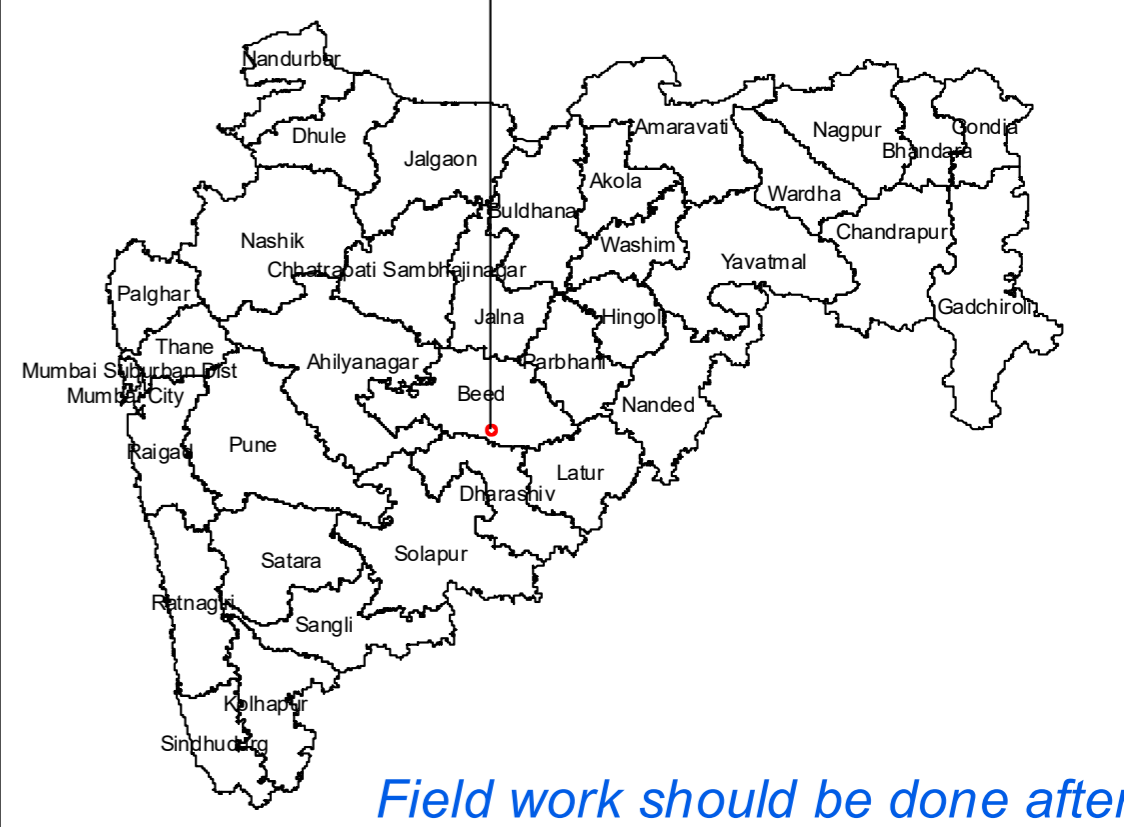 Nandurbar
Dhule
Jalgaon
Amaravati
Nagpur
Gondia
Bhandara
Akola
Wardha
Buldhana
Nashik
Washim
Chandrapur
Chhatrapati Sambhajinagar
Yavatmal
Palghar
Gadchiroli
Jalna
Hingoli
Thane
Ahilyanagar
Parbhani
Mumbai Suburban Dist
Mumbai City
Beed
Nanded
Raigad
Pune
Latur
Dharashiv
Solapur
Satara
Ratnagiri
Sangli
Kolhapur
Sindhudurg
Field work should be done after